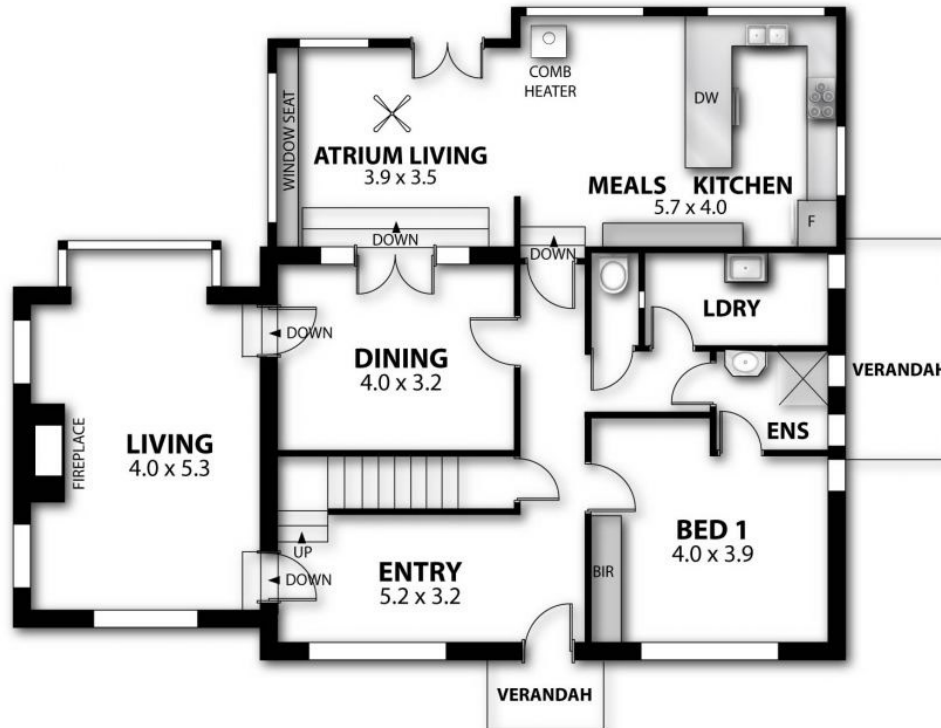 COMB
HEATER
DW
WINDOW SEAT
ATRIUM LIVING
3.9 x 3.5
MEALS KITCHEN
5.7 x 4.0
F
DOWN
DOWN
LDRY
DOWN
DINING
4.0 x 3.2
VERANDAH
FIREPLACE
LIVING
4.0 x 5.3
ENS
BED 1
4.0 x 3.9
UP
BIR
DOWN
ENTRY
5.2 x 3.2
VERANDAH